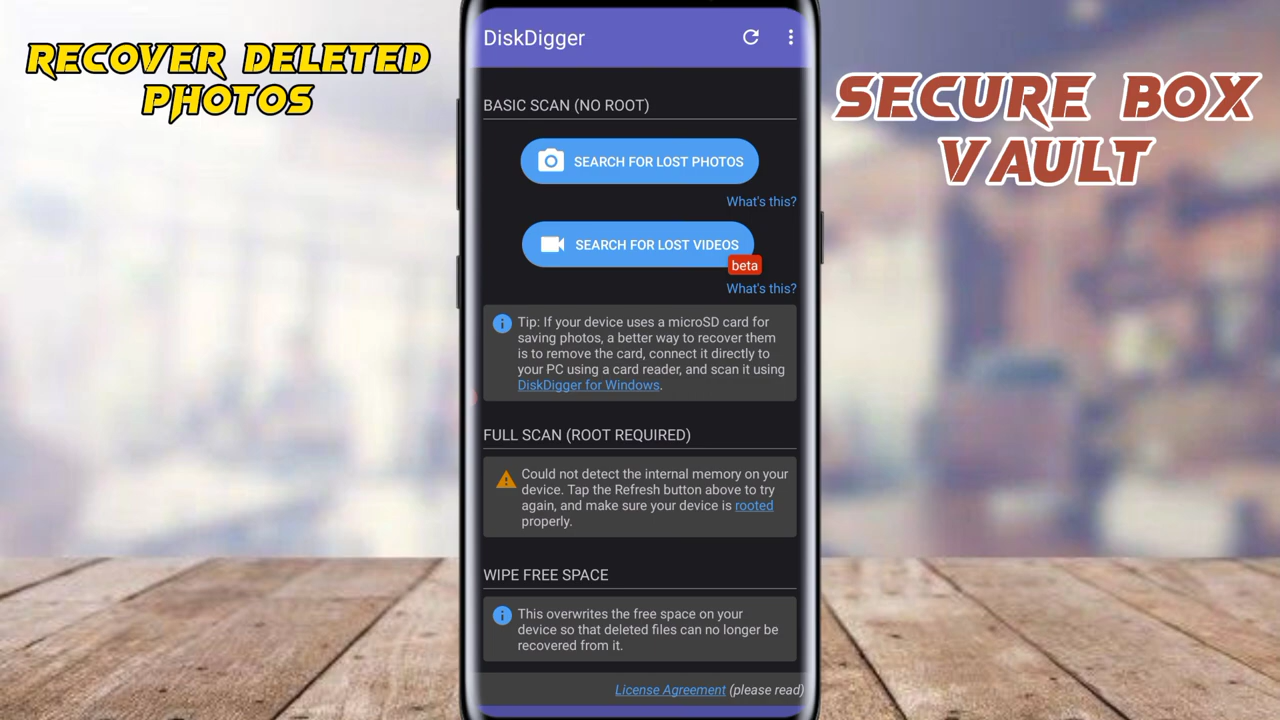 RECOVER DELETED
PHOTOS
SECURE BOX
VAULT
DiskDigger
BASIC SCAN (NO ROOT)
SEARCH FOR LOST PHOTOS
What's this?
SEARCH FOR LOST VIDEOS
beta
What's this?
Tip: If your device uses a microSD card for
saving photos, a better way to recover them
is to remove the card, connect it directly to
your PC using a card reader, and scan it using
DiskDigger for Windows.
FULL SCAN (ROOT REQUIRED)
Could not detect the internal memory on your
device. Tap the Refresh button above to try
again, and make sure your device is rooted
properly.
WIPE FREE SPACE
This overwrites the free space on your
device so that deleted files can no longer be
recovered from it.
License Agreement (please read)